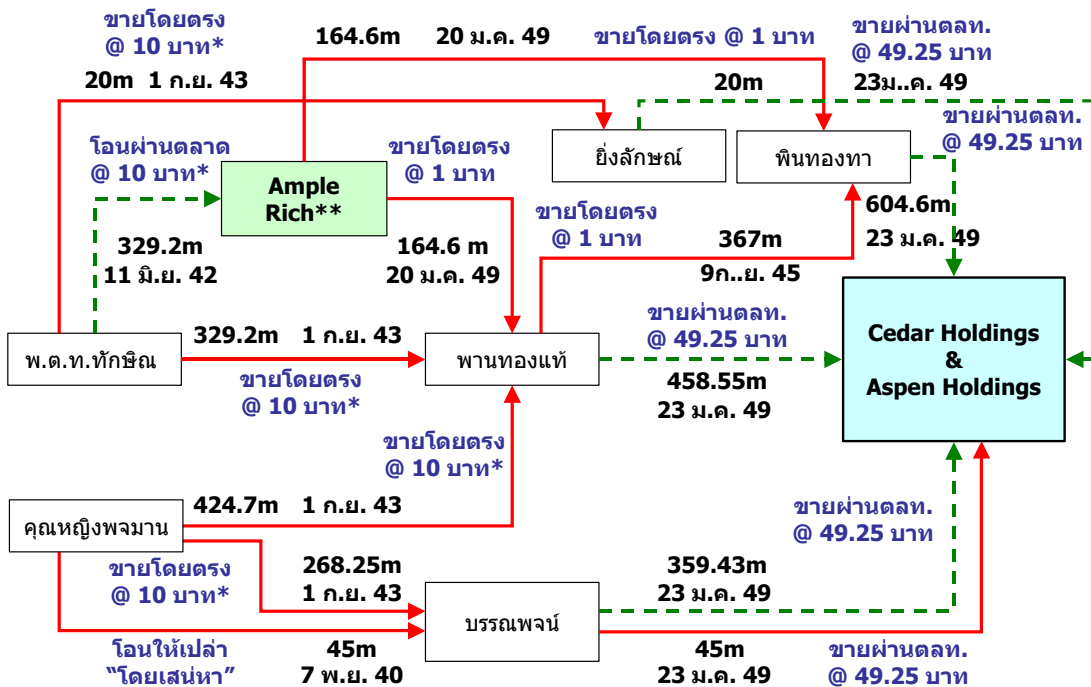 ขายโดยตรง
@ 10 บาท*
20m 1 ก.ย. 43
164.6m 20 ม.ค. 49
ขายโดยตรง @ 1 บาท
ขายผ่านตลท.
@ 49.25 บาท
20m
23ม..ค. 49
ขายผ่านตลท.
@ 49.25 บาท
โอนผ่านตลาด
@ 10 บาท*
Ample
Rich**
ขายโดยตรง
@ 1 บาท
ยิ่งลักษณ์
พินทองทา
329.2m
11 มิ.ย. 42
164.6 m
20 ม.ค. 49
ขายโดยตรง
@ 1 บาท
367m
9ก..ย. 45
604.6m
23 ม.ค. 49
พ.ต.ท.ทักษิณ
329.2m 1 ก.ย. 43
ขายโดยตรง
@ 10 บาท*
พานทองแท้
ขายผ่านตลท.
@ 49.25 บาท
458.55m
23 ม.ค. 49
Cedar Holdings
&
Aspen Holdings
ขายโดยตรง
@ 10 บาท*
คุณหญิงพจมาน
424.7m 1 ก.ย. 43
ขายผ่านตลท.
@ 49.25 บาท
ขายโดยตรง
@ 10 บาท*
268.25m
1 ก.ย. 43
บรรณพจน์
359.43m
23 ม.ค. 49
โอนให้เปล่า
“โดยเสน่หา”
45m
7 พ.ย. 40
45m
23 ม.ค. 49
ขายผ่านตลท.
@ 49.25 บาท